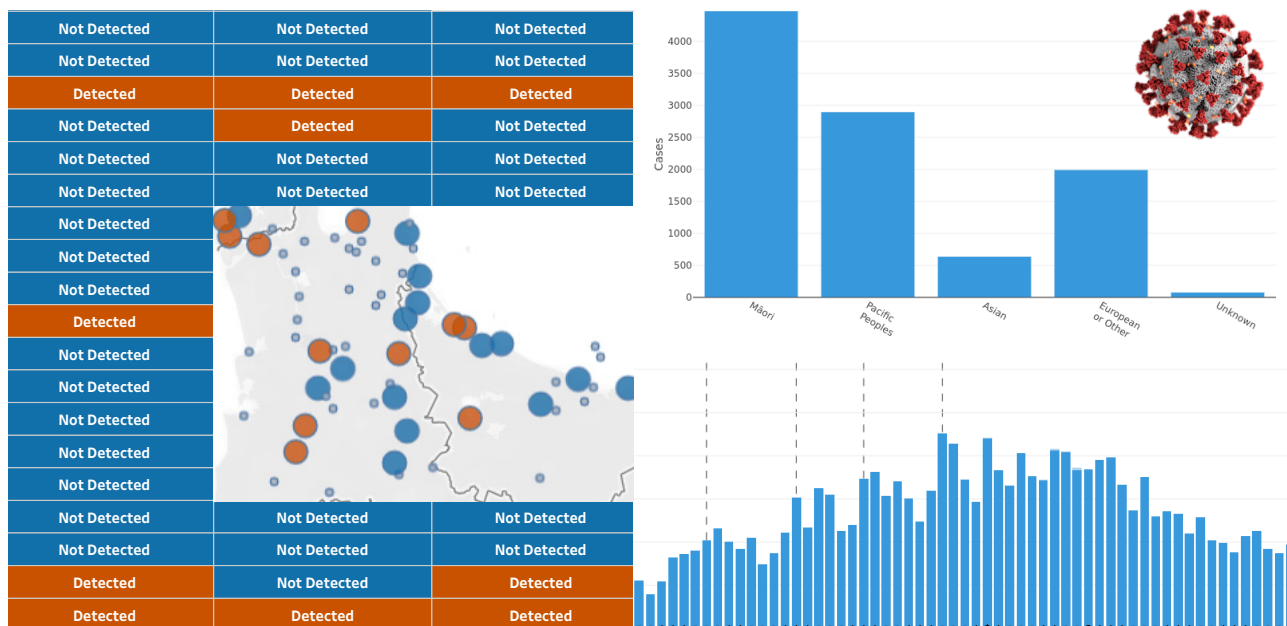 Not Detected Not Detected Not Detected
Not Detected Not Detected Not Detected
Detected Detected Detected
Not Detected Detected Not Detected
Not Detected Not Detected Not Detected
Not Detected Not Detected Not Detected
Not Detected
Not Detected
Not Detected
Detected
Not Detected
Not Detected
Not Detected
Not Detected
Not Detected
Not Detected Not Detected Not Detected
Not Detected Not Detected Not Detected
Detected Not Detected Detected
Detected Detected Detected
Cases
4000
3500
3000
2500
2000
1500
1000
500
0
Māori
Pacific
Peoples
Asian
European
or Other
Unknown